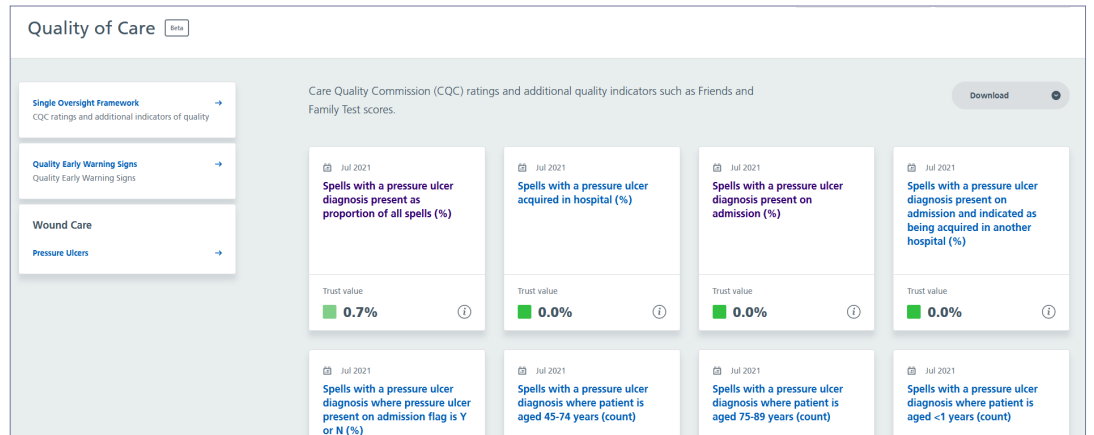 Quality of Care Beta
Single Oversight Framework
CQC ratings and additional indicators of quality
Quality Early Warning Signs
Quality Early Warning Signs
Wound Care
Pressure Ulcers
Care Quality Commission (CQC) ratings and additional quality indicators such as Friends and
Family Test scores.
Download
Jul 2021
Spells with a pressure ulcer
diagnosis present as
proportion of all spells (%)
Trust value
0.7%
Jul 2021
Spells with a pressure ulcer
acquired in hospital (%)
Trust value
0.0%
Jul 2021
Spells with a pressure ulcer
diagnosis present on
admission (%)
Trust value
0.0%
Jul 2021
Spells with a pressure ulcer
diagnosis present on
admission and indicated as
being acquired in another
hospital (%)
Trust value
0.0%
Jul 2021
Spells with a pressure ulcer
diagnosis where pressure ulcer
present on admission flag is Y
or N (%)
Jul 2021
Spells with a pressure ulcer
diagnosis where patient is
aged 45-74 years (count)
Jul 2021
Spells with a pressure ulcer
diagnosis where patient is
aged 75-89 years (count)
Jul 2021
Spells with a pressure ulcer
diagnosis where patient is
aged <1 years (count)